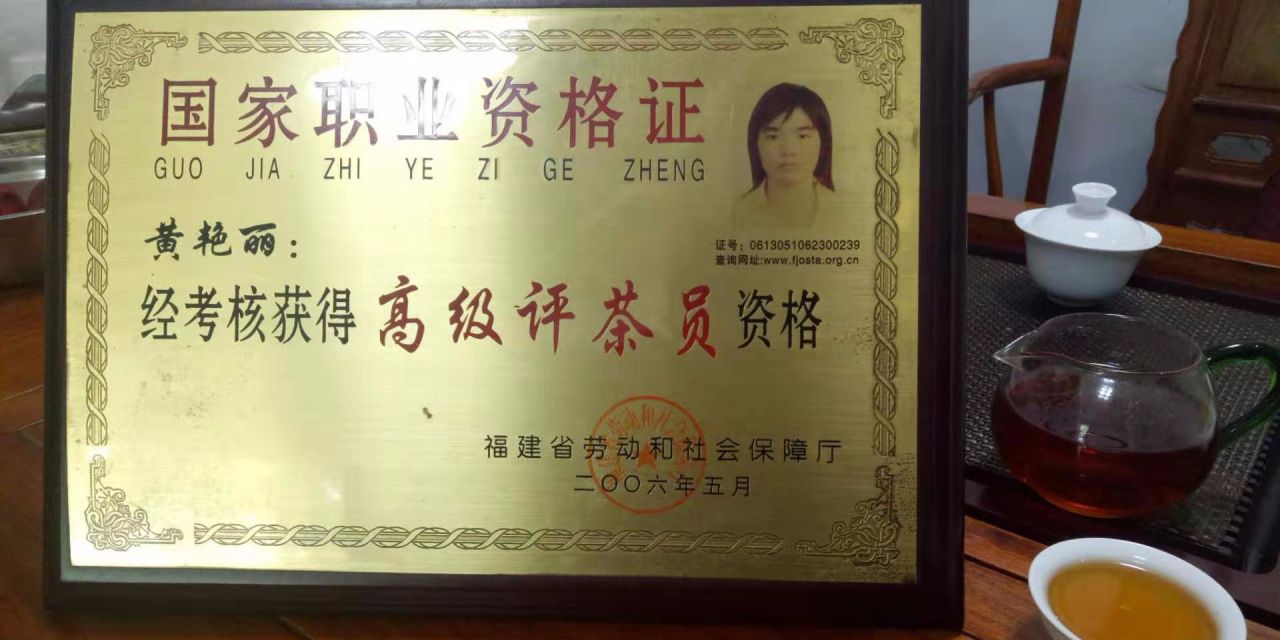 国家职业资格证
GUO JIA ZHI YE ZI GE ZHENG
证号：0613051062300239
查询网址:www.fjosta.org.cn
黄艳丽：
经考核获得高级评茶员资格
福建省劳动和社会保障厅
二〇〇六年五月